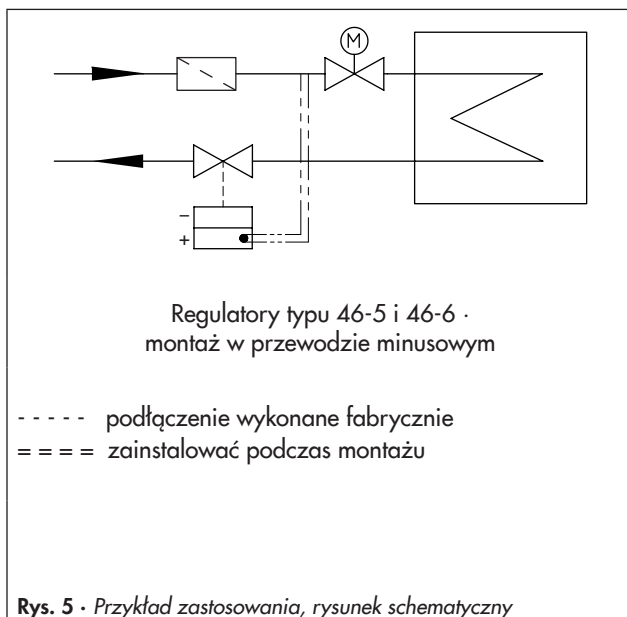 M
−
+
Regulatory typu 46-5 i 46-6 ·
montaż w przewodzie minusowym
- - - - - podłączenie wykonane fabrycznie
= = = = zainstalować podczas montażu
Rys. 5 · Przykład zastosowania, rysunek schematyczny